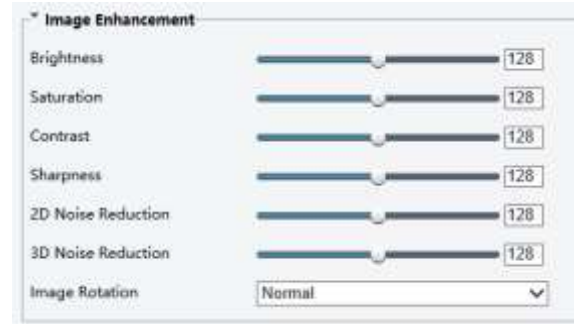 Image Enhancement
Brightness 128
Saturation 128
Contrast 128
Sharpness 128
2D Noise Reduction 128
3D Noise Reduction 128
Image Rotation Normal